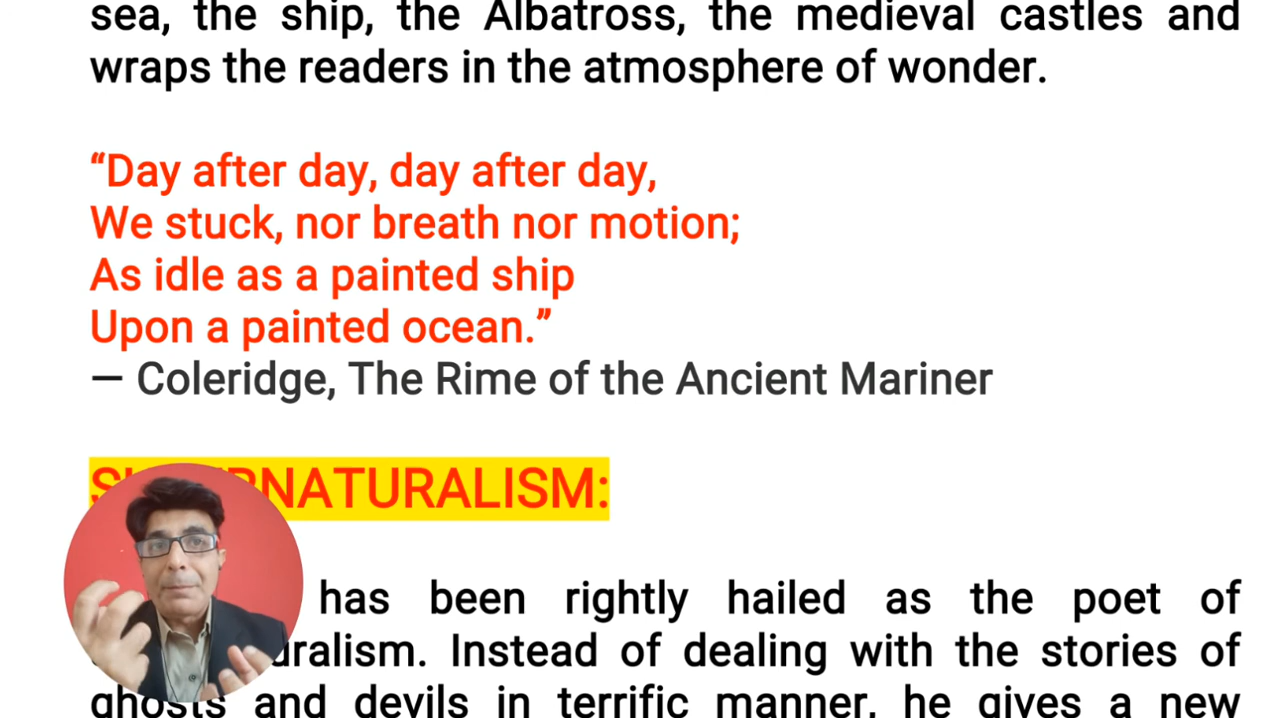 sea, the ship, the Albatross, the medieval castles and
wraps the readers in the atmosphere of wonder.
“Day after day, day after day,
We stuck, nor breath nor motion;
As idle as a painted ship
Upon a painted ocean.”
— Coleridge, The Rime of the Ancient Mariner
SUPERNATURALISM:
has been rightly hailed as the poet of
Instead of dealing with the stories of
ghosts and devils in terrific manner, he gives a new